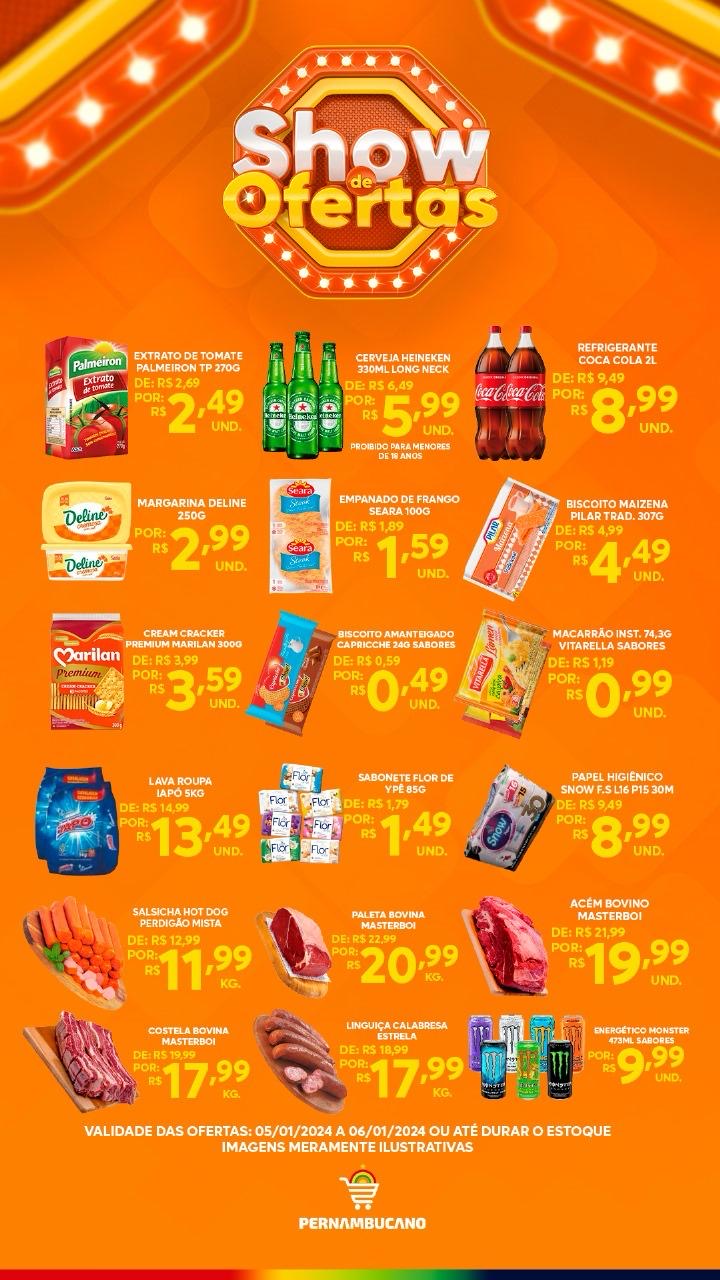 Show
de
Ofertas
EXTRATO DE TOMATE
PALMEIRON TP 270G
DE: R$ 2,69
POR:
R$ 2,49
UND.
CERVEJA HEINEKEN
330ML LONG NECK
DE: R$ 6,49
POR:
R$ 5,99
UND.
PROIBIDO PARA MENORES
DE 18 ANOS
REFRIGERANTE
COCA COLA 2L
DE: R$ 9,49
POR:
R$ 8,99
UND.
MARGARINA DELINE
250G
POR:
R$ 2,99
UND.
EMPANADO DE FRANGO
SEARA 100G
DE: R$ 1,89
POR:
R$ 1,59
UND.
BISCOITO MAIZENA
PILAR TRAD. 307G
DE: R$ 4,99
POR:
R$ 4,49
UND.
CREAM CRACKER
PREMIUM MARILAN 300G
DE: R$ 3,99
POR:
R$ 3,59
UND.
BISCOITO AMANTEIGADO
CAPRICCHE 24G SABORES
DE: R$ 0,59
POR:
R$ 0,49
UND.
MACARRÃO INST. 74,3G
VITARELLA SABORES
DE: R$ 1,19
POR:
R$ 0,99
UND.
LAVA ROUPA
IAPÓ 5KG
DE: R$ 14,99
POR:
R$ 13,49
UND.
SABONETE FLOR DE
YPÊ 85G
DE: R$ 1,79
POR:
R$ 1,49
UND.
PAPEL HIGIÊNICO
SNOW F.S L16 P15 30M
DE: R$ 9,49
POR:
R$ 8,99
UND.
SALSICHA HOT DOG
PERDIGÃO MISTA
DE: R$ 12,99
POR:
R$ 11,99
KG.
PALETA BOVINA
MASTERBOI
DE: R$ 22,99
POR:
R$ 20,99
KG.
ACÉM BOVINO
MASTERBOI
DE: R$ 21,99
POR:
R$ 19,99
UND.
COSTELA BOVINA
MASTERBOI
DE: R$ 19,99
POR:
R$ 17,99
KG.
LINGUIÇA CALABRESA
ESTRELA
DE: R$ 18,99
POR:
R$ 17,99
KG.
ENERGÉTICO MONSTER
473ML SABORES
POR:
R$ 9,99
UND.
VALIDADE DAS OFERTAS: 05/01/2024 A 06/01/2024 OU ATÉ DURAR O ESTOQUE
IMAGENS MERAMENTE ILUSTRATIVAS
PERNAMBUCANO